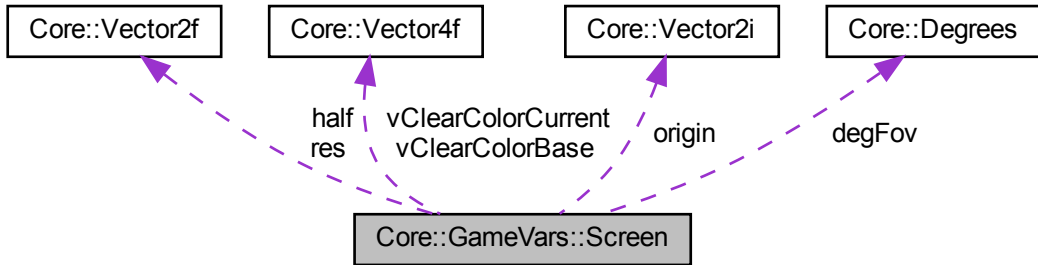 Core::Vector2f
Core::Vector4f
Core::Vector2i
Core::Degrees
half
res
vClearColorCurrent
vClearColorBase
origin
degFov
Core::GameVars::Screen